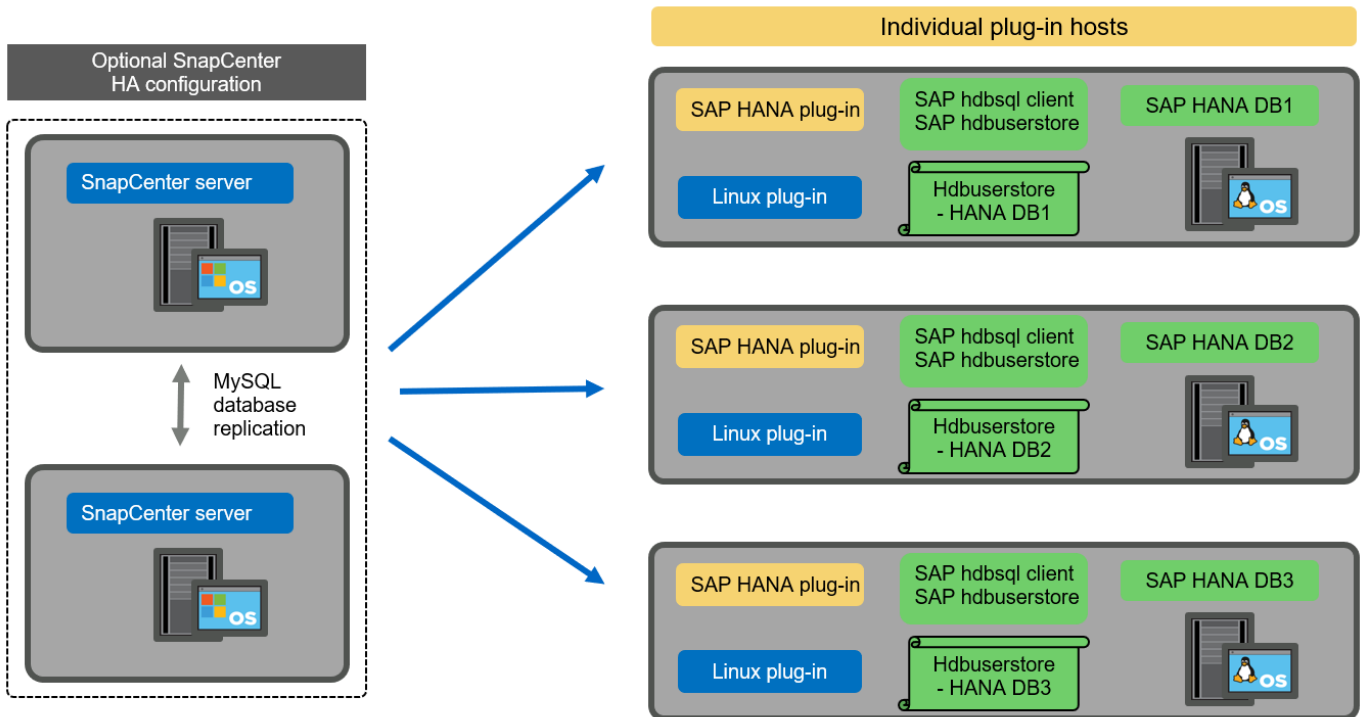 Optional SnapCenter
HA configuration
SnapCenter server
OS
MySQL
database
replication
SnapCenter server
OS
Individual plug-in hosts
SAP HANA plug-in
SAP hdbsql client
SAP hdbuserstore
SAP HANA DB1
Linux plug-in
Hdbuserstore
- HANA DB1
OS
SAP HANA plug-in
SAP hdbsql client
SAP hdbuserstore
SAP HANA DB2
Linux plug-in
Hdbuserstore
- HANA DB2
OS
SAP HANA plug-in
SAP hdbsql client
SAP hdbuserstore
SAP HANA DB3
Linux plug-in
Hdbuserstore
- HANA DB3
OS